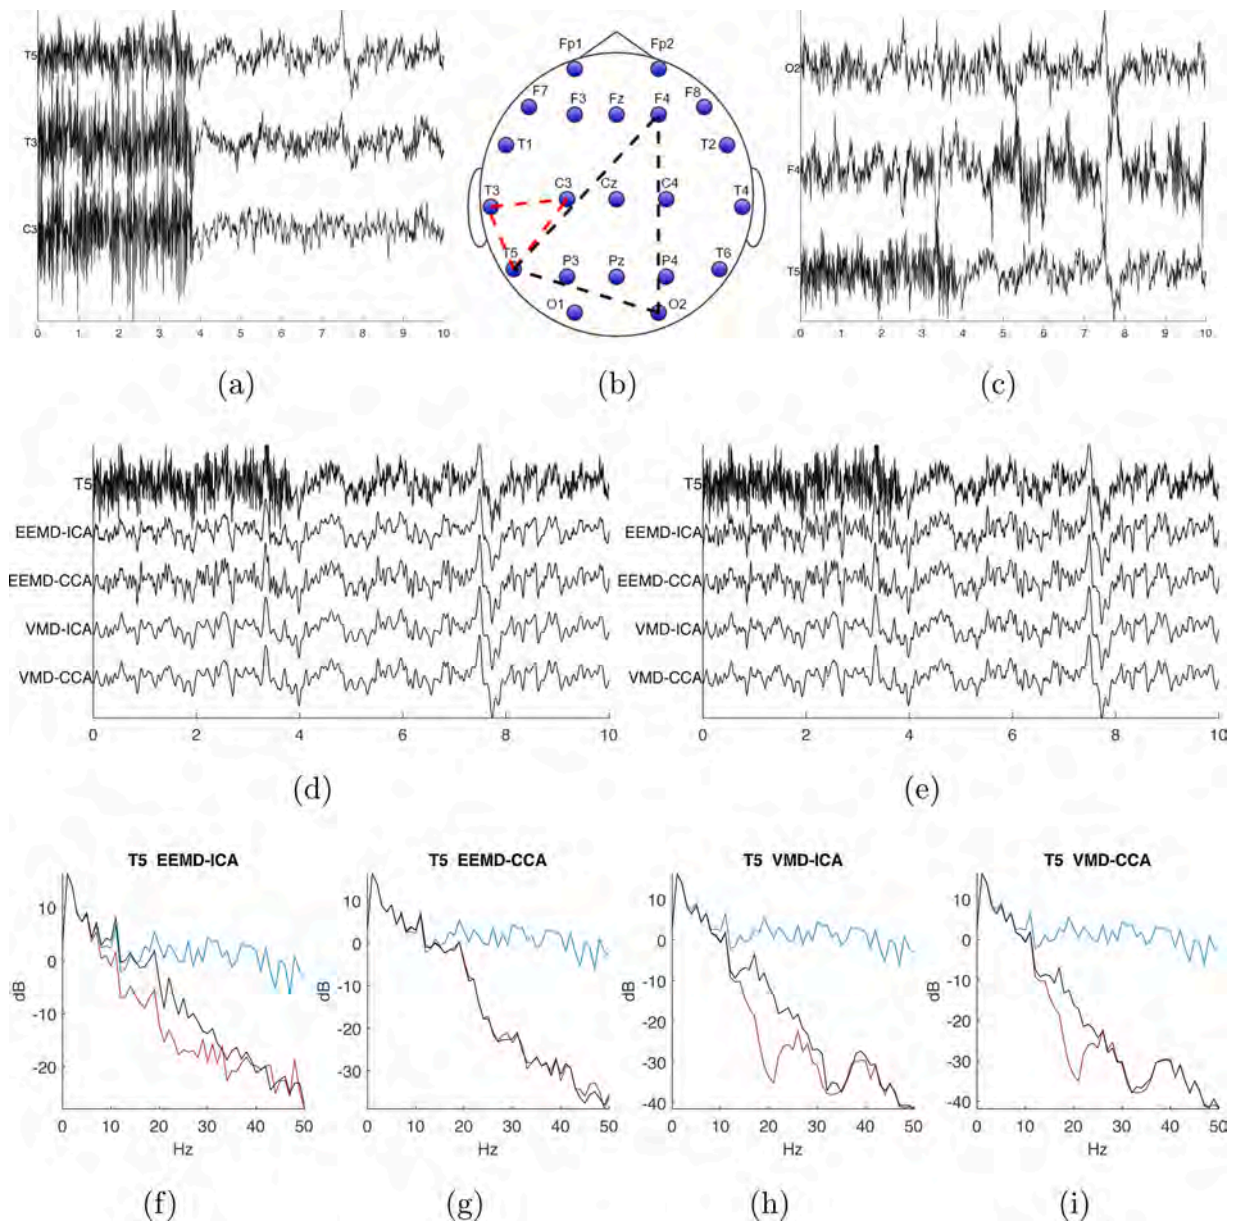 T5
T3
C3
0 1 2 3 4 5 6 7 8 9 10
(a)
Fp1 Fp2
F7 F3 Fz F4 F8
T1 T2
T3 C3 Cz C4 T4
T5 P3 Pz P4 T6
O1 O2
(b)
O2
F4
T5
0 1 2 3 4 5 6 7 8 9 10
(c)
T5
EEMD-ICA
EEMD-CCA
VMD-ICA
VMD-CCA
0 2 4 6 8 10
(d)
T5
EEMD-ICA
EEMD-CCA
VMD-ICA
VMD-CCA
0 2 4 6 8 10
(e)
T5 EEMD-ICA
dB
10
0
-10
-20
0 10 20 30 40 50
Hz
(f)
T5 EEMD-CCA
dB
10
0
-10
-20
-30
0 10 20 30 40 50
Hz
(g)
T5 VMD-ICA
dB
10
0
-10
-20
-30
-40
0 10 20 30 40 50
Hz
(h)
T5 VMD-CCA
dB
10
0
-10
-20
-30
-40
0 10 20 30 40 50
Hz
(i)